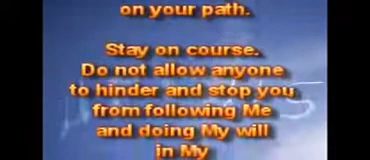 on your path.
Stay on course.
Do not allow anyone
to hinder and stop you
from following Me
and doing My will
in My